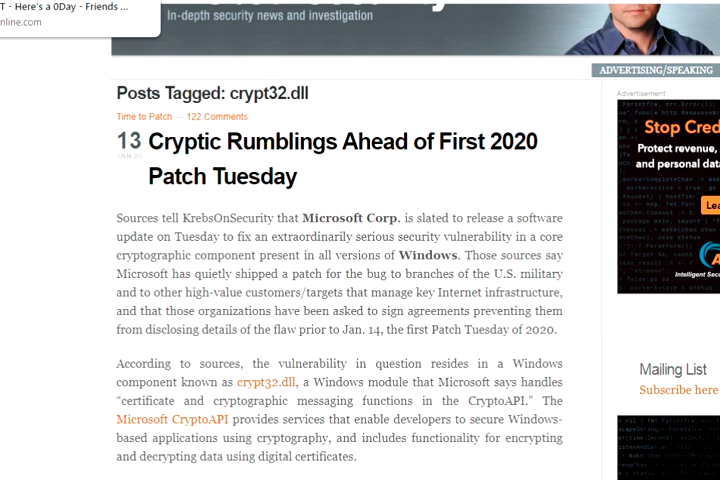 T - Here's a 0Day - Friends ...
nline.com
In-depth security news and investigation
ADVERTISING/SPEAKING
Posts Tagged: crypt32.dll
Time to Patch — 122 Comments
13
JAN 20
Cryptic Rumblings Ahead of First 2020
Patch Tuesday
Sources tell KrebsOnSecurity that Microsoft Corp. is slated to release a software
update on Tuesday to fix an extraordinarily serious security vulnerability in a core
cryptographic component present in all versions of Windows. Those sources say
Microsoft has quietly shipped a patch for the bug to branches of the U.S. military
and to other high-value customers/targets that manage key Internet infrastructure,
and that those organizations have been asked to sign agreements preventing them
from disclosing details of the flaw prior to Jan. 14, the first Patch Tuesday of 2020.
According to sources, the vulnerability in question resides in a Windows
component known as crypt32.dll, a Windows module that Microsoft says handles
“certificate and cryptographic messaging functions in the CryptoAPI.” The
Microsoft CryptoAPI provides services that enable developers to secure Windows-
based applications using cryptography, and includes functionality for encrypting
and decrypting data using digital certificates.
Advertisement
Stop Cred
Protect revenue,
and personal data
Lea
Intelligent Secu
Mailing List
Subscribe here